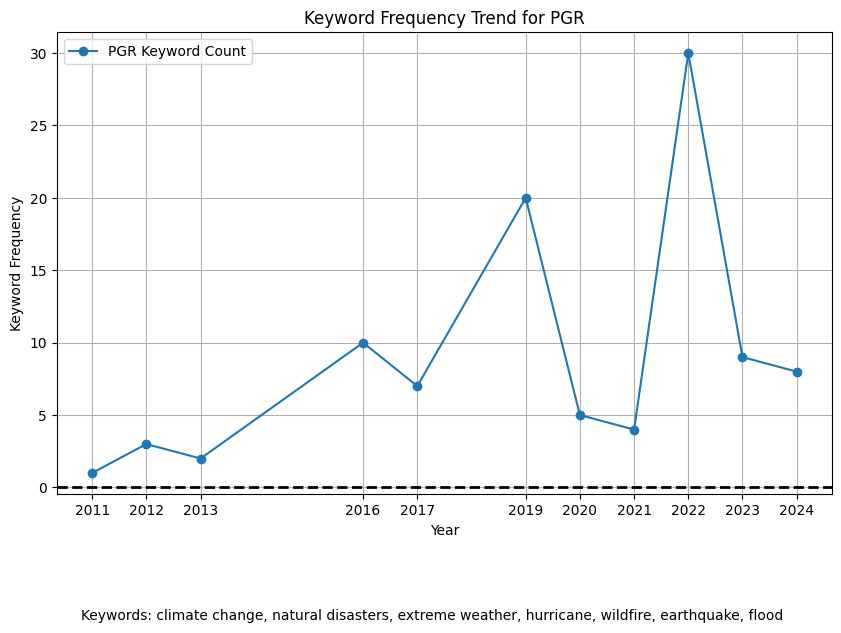 Keyword Frequency Trend for PGR
PGR Keyword Count
Keyword Frequency
30
25
20
15
10
5
0
2011 2012 2013 2016 2017 2019 2020 2021 2022 2023 2024
Year
Keywords: climate change, natural disasters, extreme weather, hurricane, wildfire, earthquake, flood